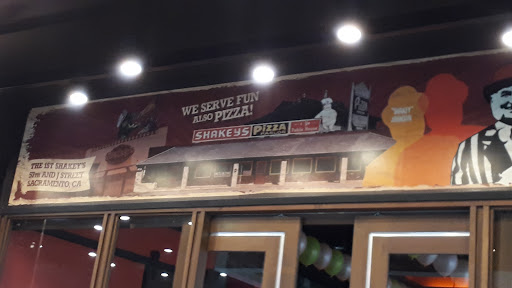 WE SERVE FUN
ALSO PIZZA!
SHAKEY'S PIZZA
THE 1ST SHAKEY'S
57TH AND J STREET
SACRAMENTO, CA